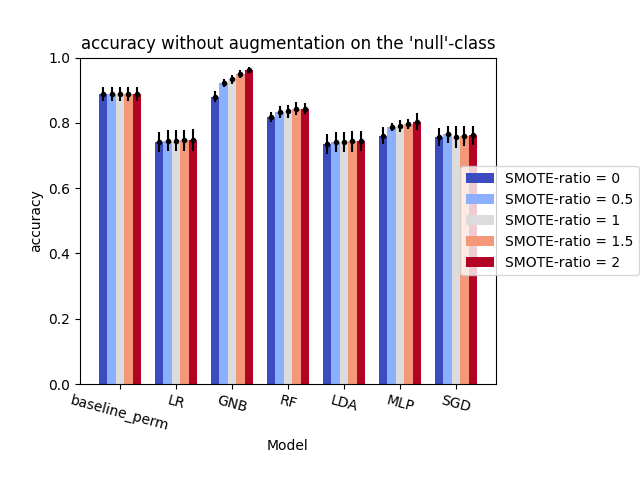 accuracy without augmentation on the 'null'-class
1.0
0.8
0.6
0.4
0.2
0.0
accuracy
SMOTE-ratio = 0
SMOTE-ratio = 0.5
SMOTE-ratio = 1
SMOTE-ratio = 1.5
SMOTE-ratio = 2
baseline_perm
LR
GNB
RF
LDA
MLP
SGD
Model